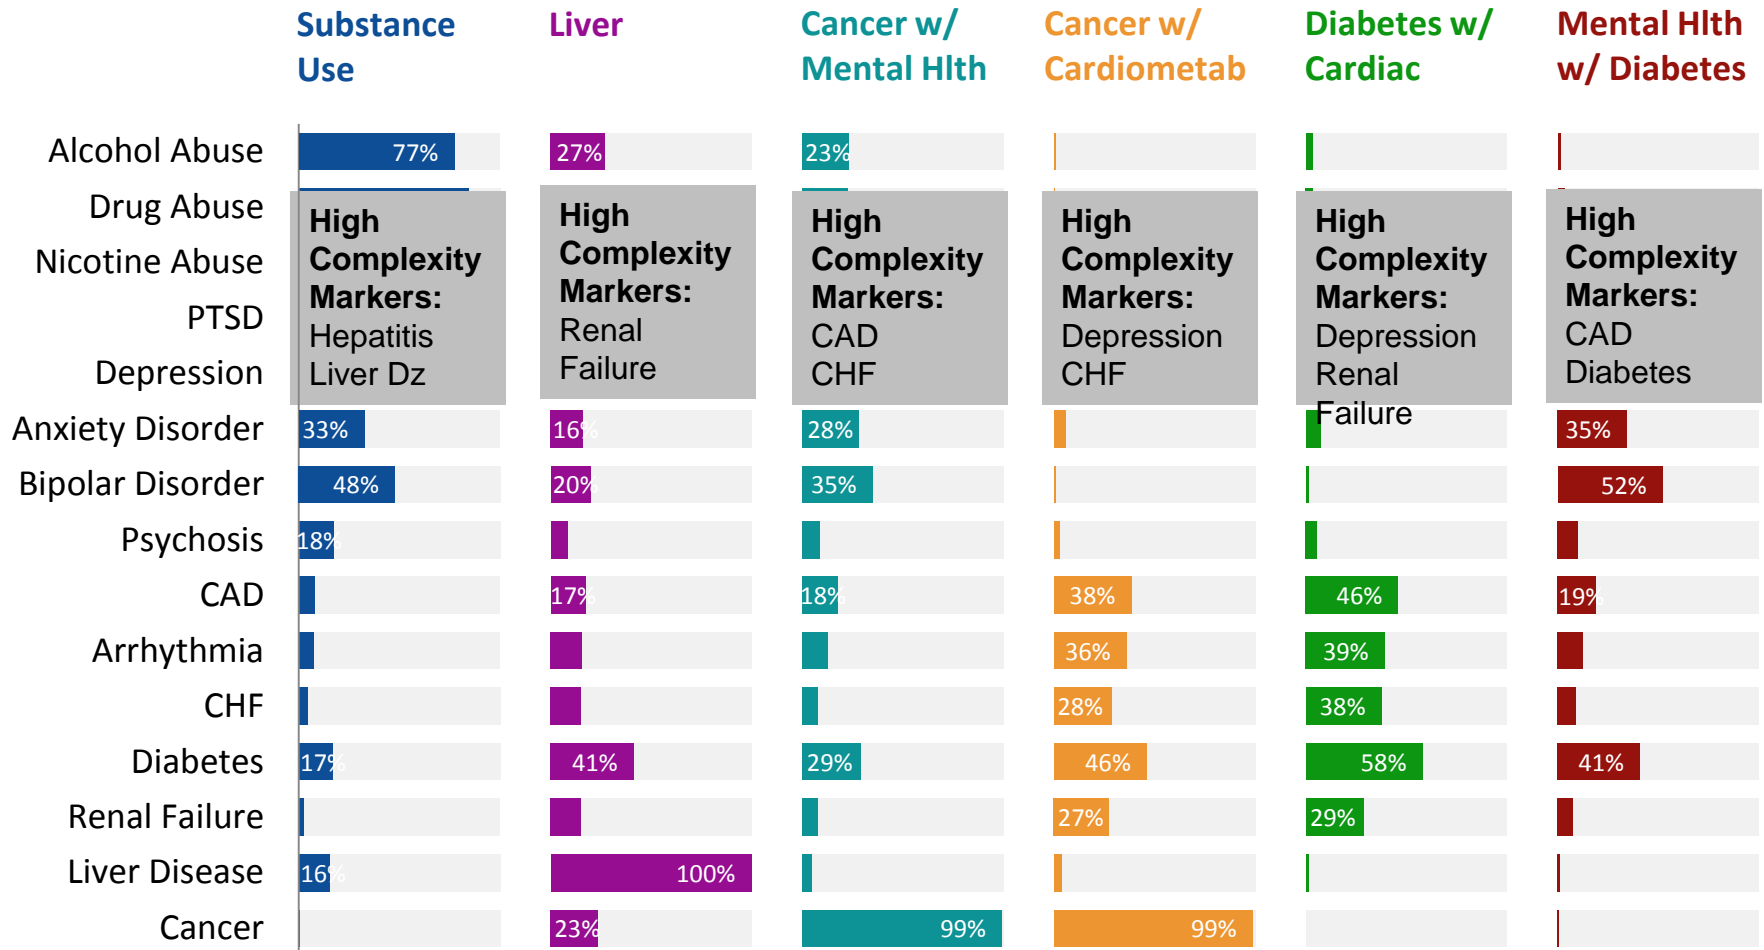 Substance
Use
Liver
Cancer w/
Mental Hlth
Cancer w/
Cardiometab
Diabetes w/
Cardiac
Mental Hlth
w/ Diabetes
Alcohol Abuse
77%
27%
23%
Drug Abuse
Nicotine Abuse
PTSD
Depression
High
Complexity
Markers:
Hepatitis
Liver Dz
High
Complexity
Markers:
Renal
Failure
High
Complexity
Markers:
CAD
CHF
High
Complexity
Markers:
Depression
CHF
High
Complexity
Markers:
Depression
Renal
Failure
High
Complexity
Markers:
CAD
Diabetes
Anxiety Disorder
33%
16%
28%
35%
Bipolar Disorder
48%
20%
35%
52%
Psychosis
18%
CAD
17%
18%
38%
46%
19%
Arrhythmia
36%
39%
CHF
28%
38%
Diabetes
17%
41%
29%
46%
58%
41%
Renal Failure
27%
29%
Liver Disease
16%
100%
Cancer
23%
99%
99%